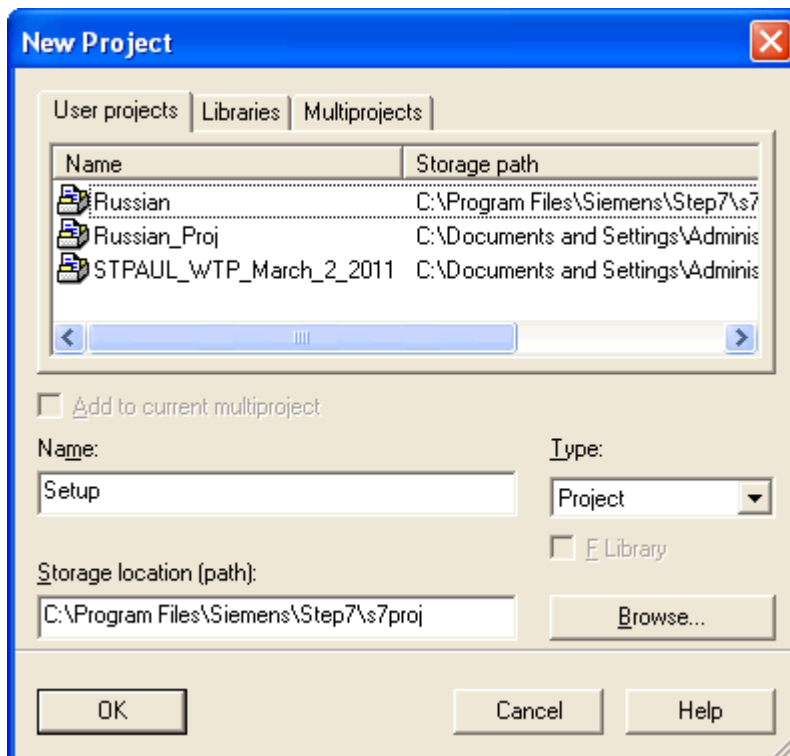 New Project
User projects Libraries Multiprojects
Name Storage path
Russian C:\Program Files\Siemens\Step7\s7
Russian_Proj C:\Documents and Settings\Adminis
STPAUL_WTP_March_2_2011 C:\Documents and Settings\Adminis
Add to current multiproject
Name: Type:
Setup Project
F Library
Storage location (path):
C:\Program Files\Siemens\Step7\s7proj Browse...
OK Cancel Help